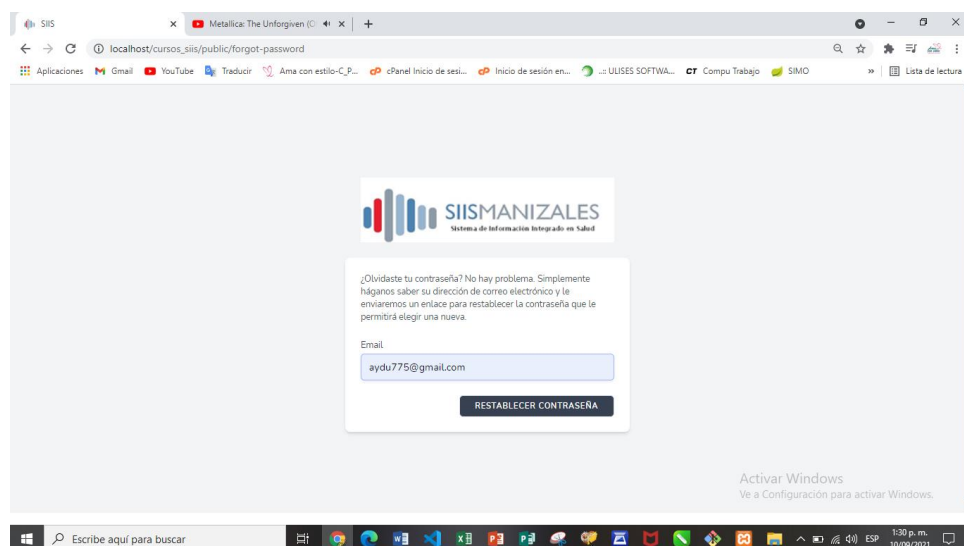 SIIS
Metallica: The Unforgiven (C
localhost/cursos_siis/public/forgot-password
Aplicaciones
Gmail
YouTube
Traducir
Ama con estilo-C_P...
cPanel Inicio de sesi...
Inicio de sesión en...
..:: ULISES SOFTWA...
CT Compu Trabajo
SIMO
»
Lista de lectura
SIISMANIZALES
Sistema de Información Integrado en Salud
¿Olvidaste tu contraseña? No hay problema. Simplemente
háganos saber su dirección de correo electrónico y le
enviaremos un enlace para restablecer la contraseña que le
permitirá elegir una nueva.
Email
aydu775@gmail.com
RESTABLECER CONTRASEÑA
Activar Windows
Ve a Configuración para activar Windows.
Escribe aquí para buscar
ESP
1:30 p. m.
10/09/2021